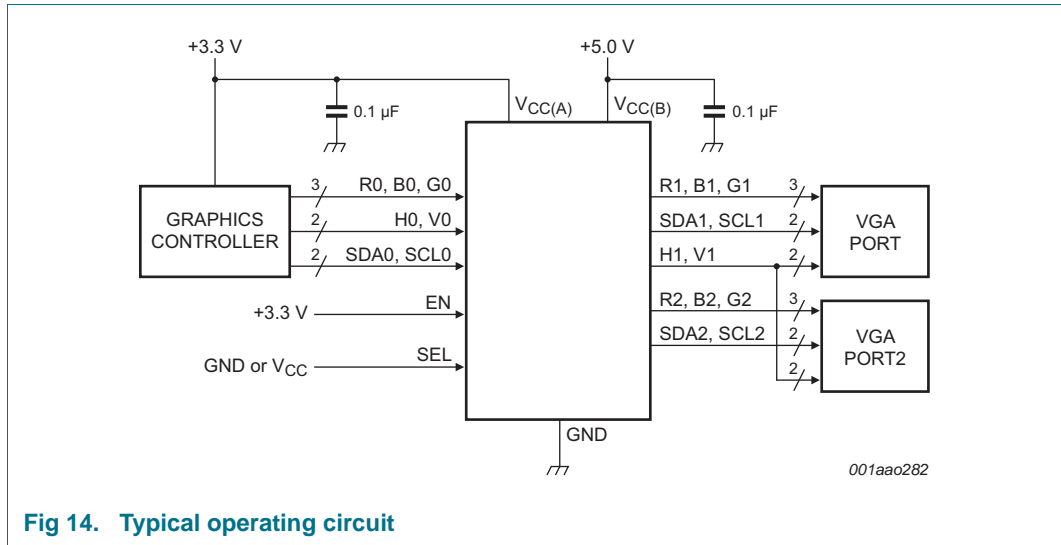 +3.3 V
+5.0 V
0.1 µF
VCC(A)
VCC(B)
0.1 µF
GRAPHICS
CONTROLLER
3
R0, B0, G0
2
H0, V0
2
SDA0, SCL0
+3.3 V
EN
GND or VCC
SEL
R1, B1, G1
3
SDA1, SCL1
2
H1, V1
2
VGA
PORT
R2, B2, G2
3
SDA2, SCL2
2
2
VGA
PORT2
GND
001aao282
Fig 14. Typical operating circuit